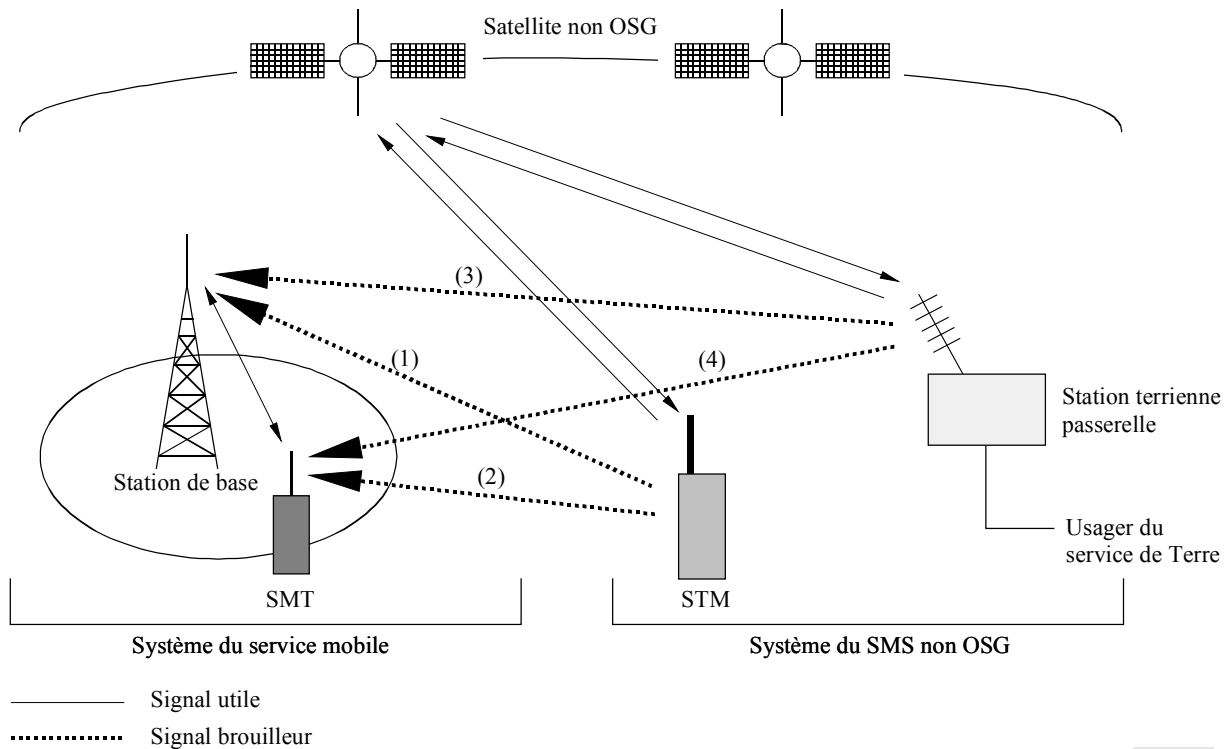 Satellite non OSG
(3)
(1)
(4)
(2)
Station terrienne
passerelle
Station de base
Usager du
service de Terre
SMT
STM
Système du service mobile
Système du SMS non OSG
Signal utile
Signal brouilleur